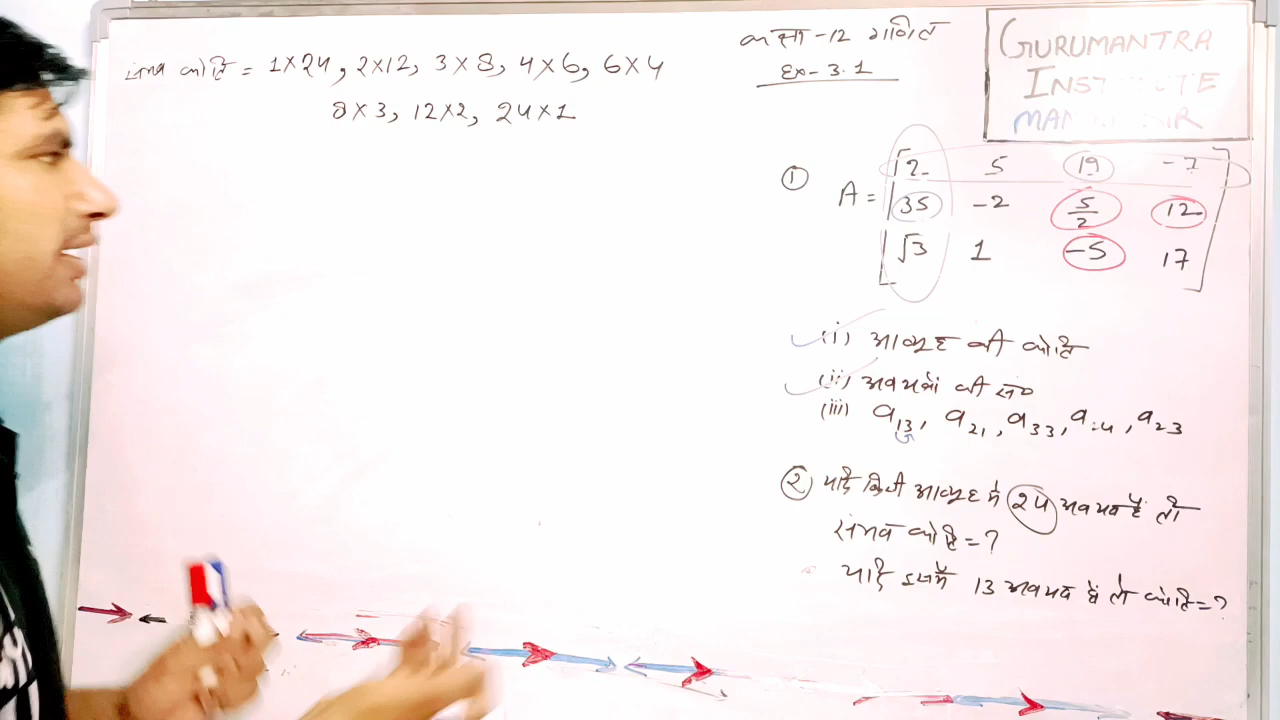 संभव कोटि = 1×24, 2×12, 3×8, 4×6, 6×4
8×3, 12×2, 24×1
कक्षा -12 गणित
Ex- 3.1
GURUMANTRA
INSTITUTE
① A = [2 5 19 -7
35 -2 5/2 12
√3 1 -5 17]
(i) आव्यूह की कोटि
(ii) अवयवों की सं०
(iii) a13, a21, a33, a24, a23
② यदि किसी आव्यूह में 24 अवयव हैं तो
संभव कोटि = ?
यदि इसमें 13 अवयव हों तो कोटि = ?